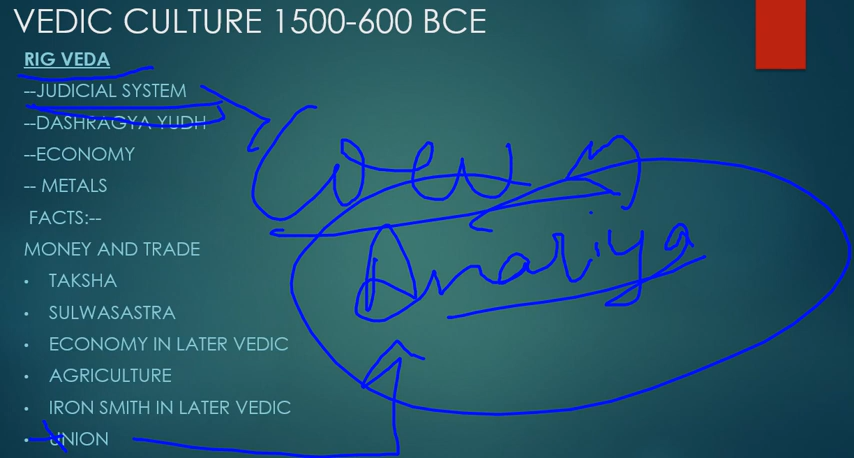 VEDIC CULTURE 1500-600 BCE
RIG VEDA
--JUDICIAL SYSTEM
--DASHRAGYA YUDH
--ECONOMY
-- METALS
FACTS:--
MONEY AND TRADE
• TAKSHA
• SULWASASTRA
• ECONOMY IN LATER VEDIC
• AGRICULTURE
• IRON SMITH IN LATER VEDIC
• UNION